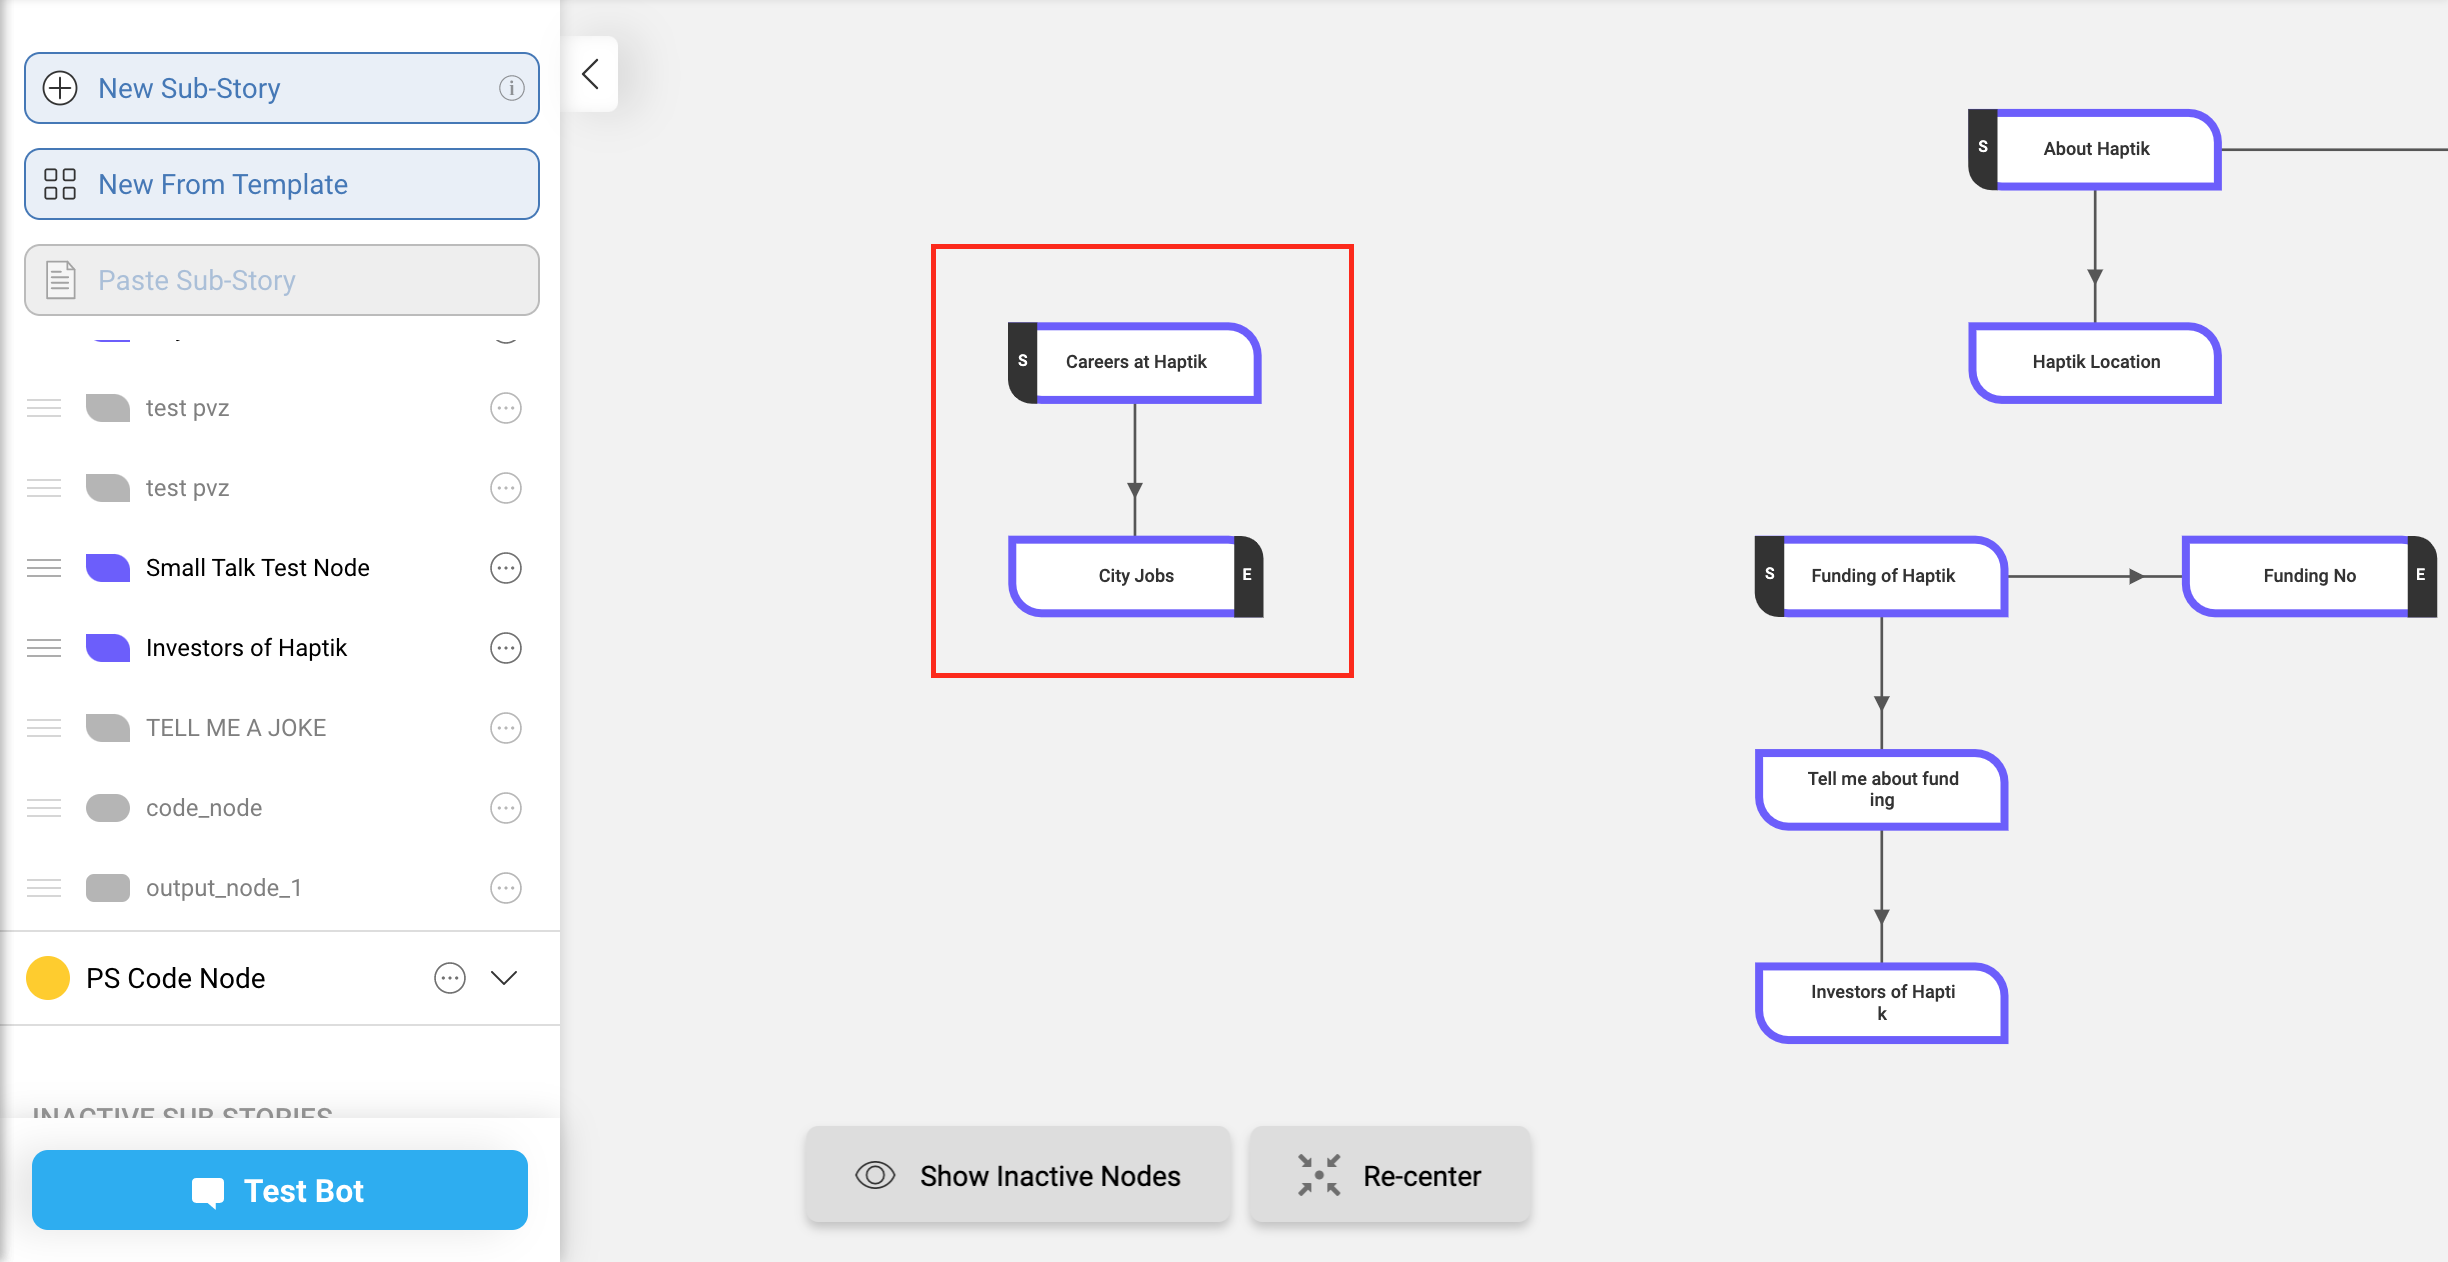 New Sub-Story
New From Template
Paste Sub-Story
test pvz
test pvz
Small Talk Test Node
Investors of Haptik
TELL ME A JOKE
code_node
output_node_1
PS Code Node
INACTIVE SUB STORIES
Test Bot
S
About Haptik
Haptik Location
S
Careers at Haptik
City Jobs
E
S
Funding of Haptik
Funding No
E
Tell me about fund
ing
Investors of Hapti
k
Show Inactive Nodes
Re-center